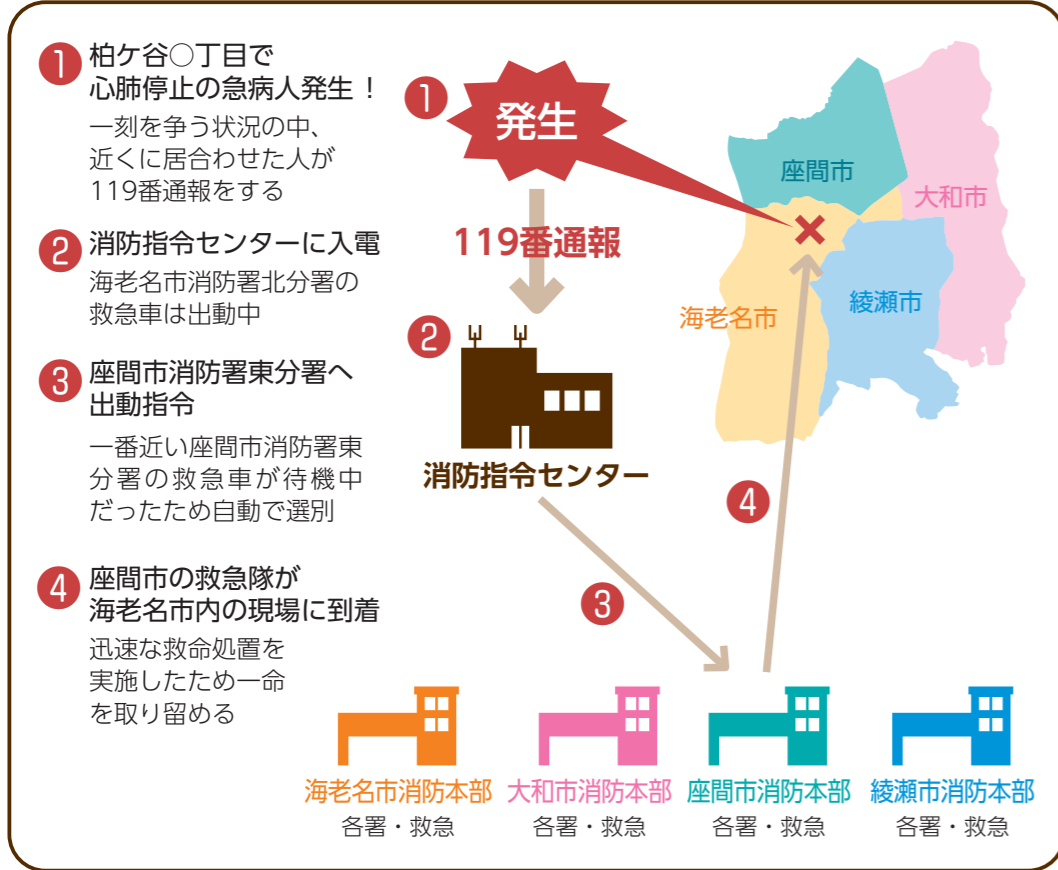 1 柏ケ谷○丁目で
心肺停止の急病人発生！
一刻を争う状況の中、
近くに居合わせた人が
119番通報をする
2 消防指令センターに入電
海老名市消防署北分署の
救急車は出動中
3 座間市消防署東分署へ
出動指令
一番近い座間市消防署東
分署の救急車が待機中
だったため自動で選別
4 座間市の救急隊が
海老名市内の現場に到着
迅速な救命処置を
実施したため一命
を取り留める
1
発生
119番通報
2
消防指令センター
3
4
座間市
大和市
海老名市
綾瀬市
海老名市消防本部
各署・救急
大和市消防本部
各署・救急
座間市消防本部
各署・救急
綾瀬市消防本部
各署・救急